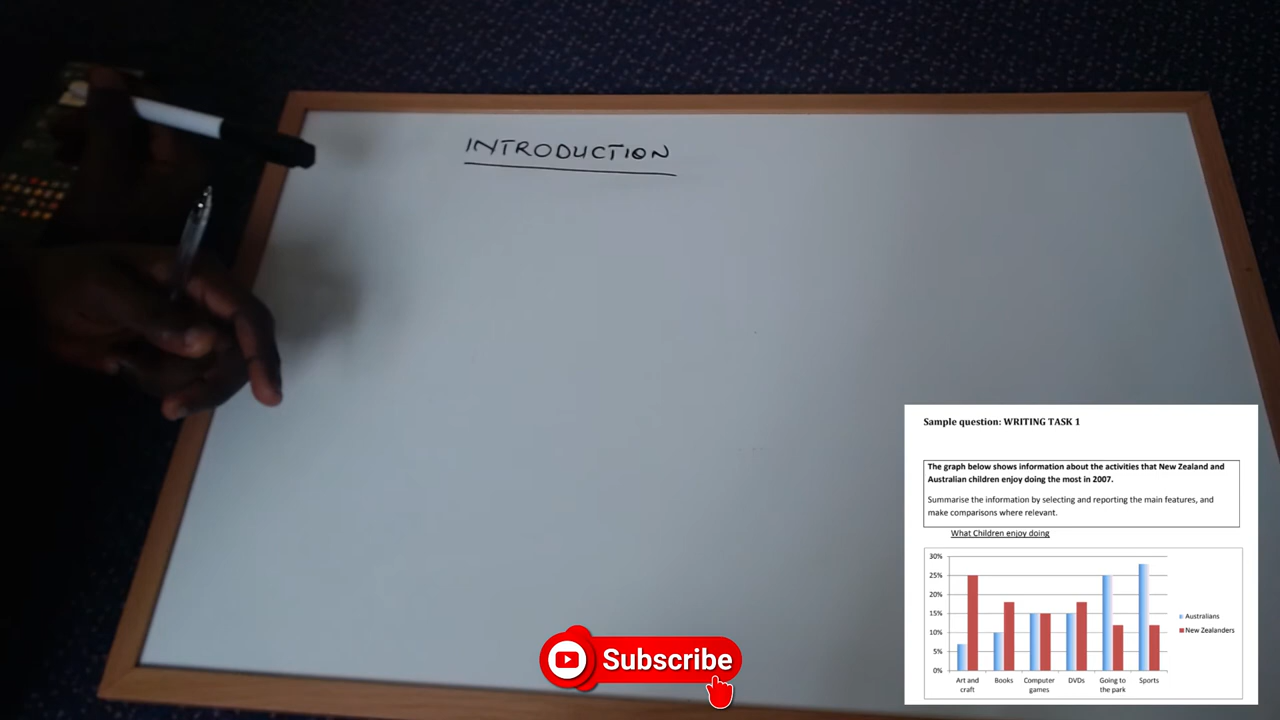 INTRODUCTION
Sample question: WRITING TASK 1
The graph below shows information about the activities that New Zealand and
Australian children enjoy doing the most in 2007.
Summarise the information by selecting and reporting the main features, and
make comparisons where relevant.
What Children enjoy doing
30%
25%
20%
15%
10%
5%
0%
Art and
craft
Books
Computer
games
DVDs
Going to
the park
Sports
Australians
New Zealanders
Subscribe